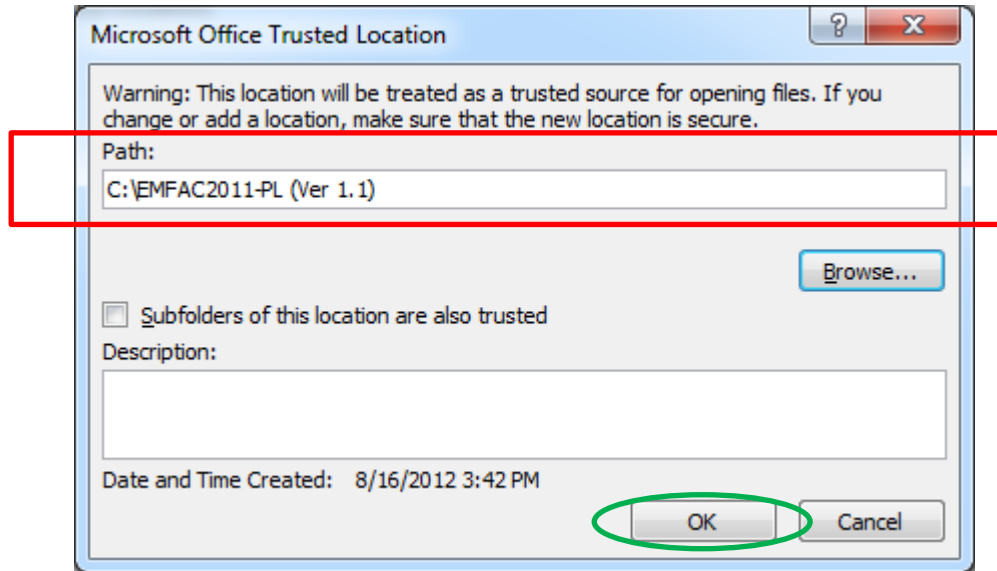 Microsoft Office Trusted Location
Warning: This location will be treated as a trusted source for opening files. If you
change or add a location, make sure that the new location is secure.
Path:
C:\EMFAC2011-PL (Ver 1.1)
Browse...
Subfolders of this location are also trusted
Description:
Date and Time Created: 8/16/2012 3:42 PM
OK Cancel